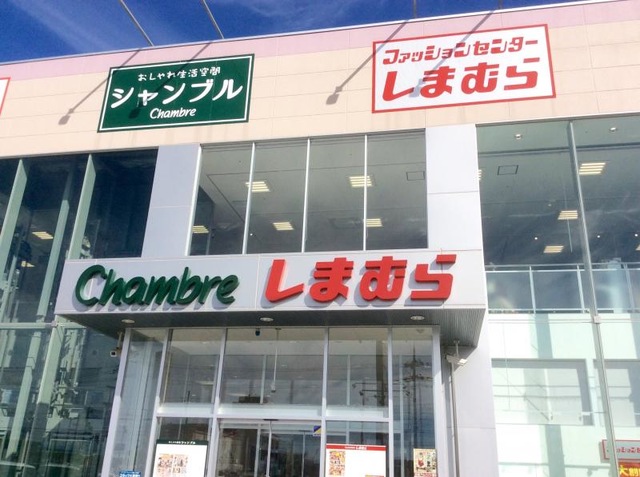 おしゃれ生活空間
シャンブル
Chambre
ファッションセンター
しまむら
Chambre しまむら